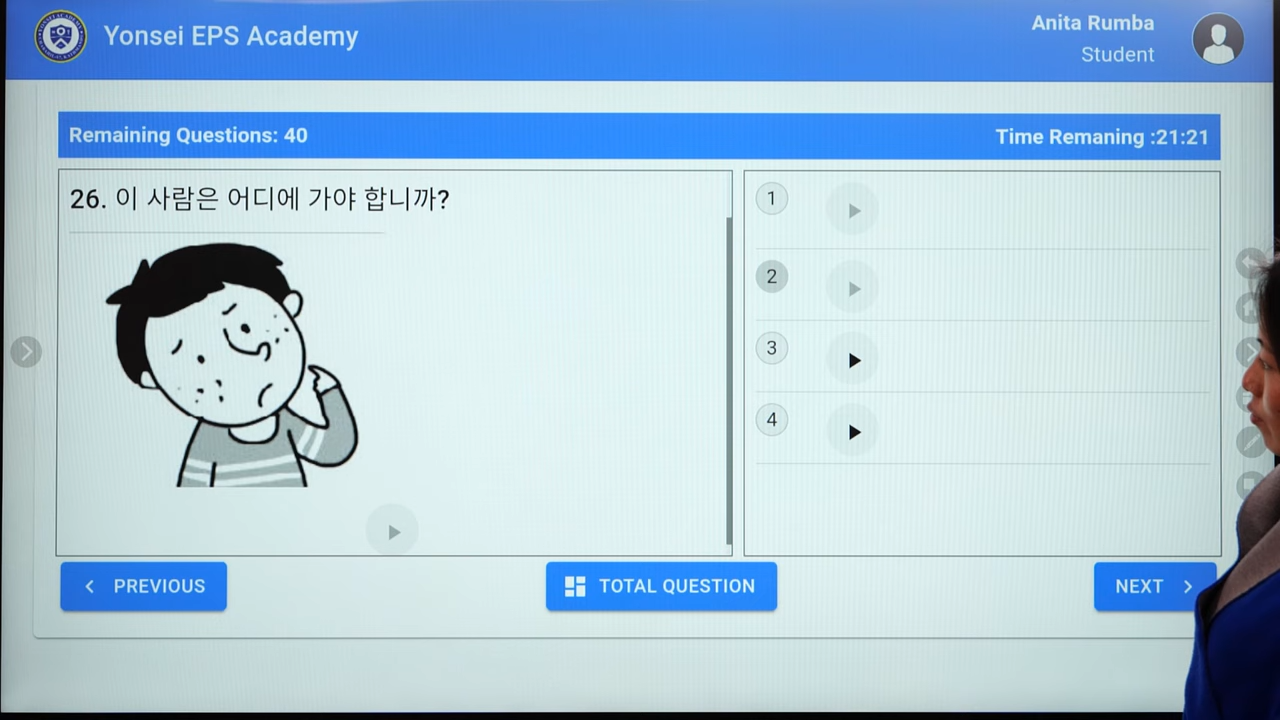 Yonsei EPS Academy
Anita Rumba
Student
Remaining Questions: 40
Time Remaning :21:21
26. 이 사람은 어디에 가야 합니까?
1
2
3
4
PREVIOUS
TOTAL QUESTION
NEXT